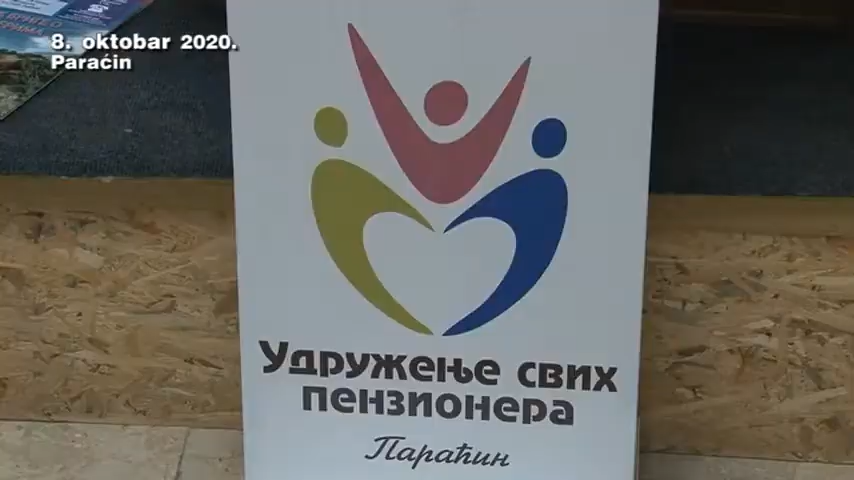 8. oktobar 2020.
Paraćin
Удружење свих
пензионера
Параћин